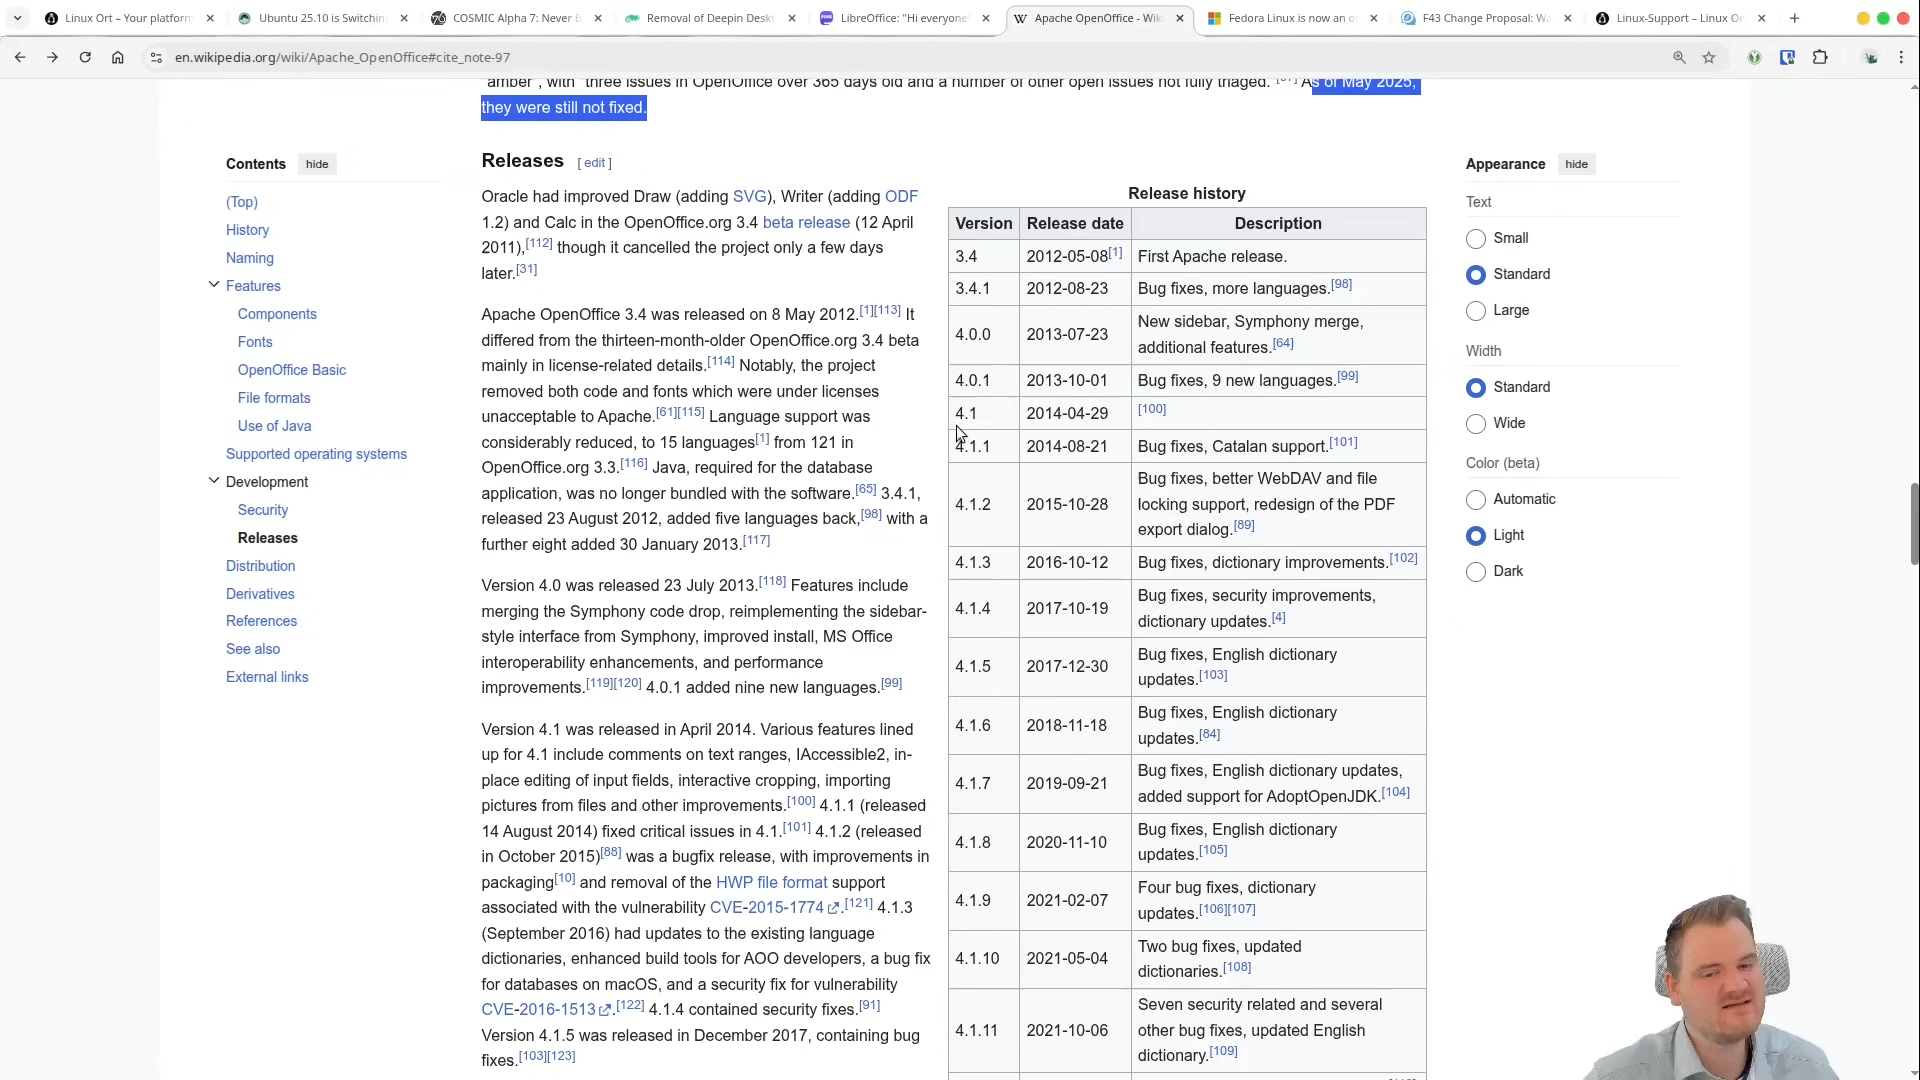 Linux Ort – Your platform
Ubuntu 25.10 is Switchin
COSMIC Alpha 7: Never B
Removal of Deepin Deskt
LibreOffice: "Hi everyone
Apache OpenOffice - Wik
Fedora Linux is now an o
F43 Change Proposal: Wa
Linux-Support – Linux Or
en.wikipedia.org/wiki/Apache_OpenOffice#cite_note-97
"amber", with "three issues in OpenOffice over 365 days old and a number of other open issues not fully triaged."[97] As of May 2025,
they were still not fixed.
Contents hide
(Top)
History
Naming
Features
Components
Fonts
OpenOffice Basic
File formats
Use of Java
Supported operating systems
Development
Security
Releases
Distribution
Derivatives
References
See also
External links
Releases [ edit ]
Oracle had improved Draw (adding SVG), Writer (adding ODF
1.2) and Calc in the OpenOffice.org 3.4 beta release (12 April
2011),[112] though it cancelled the project only a few days
later.[31]
Apache OpenOffice 3.4 was released on 8 May 2012.[1][113] It
differed from the thirteen-month-older OpenOffice.org 3.4 beta
mainly in license-related details.[114] Notably, the project
removed both code and fonts which were under licenses
unacceptable to Apache.[61][115] Language support was
considerably reduced, to 15 languages[1] from 121 in
OpenOffice.org 3.3.[116] Java, required for the database
application, was no longer bundled with the software.[65] 3.4.1,
released 23 August 2012, added five languages back,[98] with a
further eight added 30 January 2013.[117]
Version 4.0 was released 23 July 2013.[118] Features include
merging the Symphony code drop, reimplementing the sidebar-
style interface from Symphony, improved install, MS Office
interoperability enhancements, and performance
improvements.[119][120] 4.0.1 added nine new languages.[99]
Version 4.1 was released in April 2014. Various features lined
up for 4.1 include comments on text ranges, IAccessible2, in-
place editing of input fields, interactive cropping, importing
pictures from files and other improvements.[100] 4.1.1 (released
14 August 2014) fixed critical issues in 4.1.[101] 4.1.2 (released
in October 2015)[88] was a bugfix release, with improvements in
packaging[10] and removal of the HWP file format support
associated with the vulnerability CVE-2015-1774.[121] 4.1.3
(September 2016) had updates to the existing language
dictionaries, enhanced build tools for AOO developers, a bug fix
for databases on macOS, and a security fix for vulnerability
CVE-2016-1513.[122] 4.1.4 contained security fixes.[91]
Version 4.1.5 was released in December 2017, containing bug
fixes.[103][123]
Release history
Version Release date Description
3.4 2012-05-08[1] First Apache release.
3.4.1 2012-08-23 Bug fixes, more languages.[98]
4.0.0 2013-07-23 New sidebar, Symphony merge,
additional features.[64]
4.0.1 2013-10-01 Bug fixes, 9 new languages.[99]
4.1 2014-04-29 [100]
4.1.1 2014-08-21 Bug fixes, Catalan support.[101]
4.1.2 2015-10-28 Bug fixes, better WebDAV and file
locking support, redesign of the PDF
export dialog.[89]
4.1.3 2016-10-12 Bug fixes, dictionary improvements.[102]
4.1.4 2017-10-19 Bug fixes, security improvements,
dictionary updates.[4]
4.1.5 2017-12-30 Bug fixes, English dictionary
updates.[103]
4.1.6 2018-11-18 Bug fixes, English dictionary
updates.[84]
4.1.7 2019-09-21 Bug fixes, English dictionary updates,
added support for AdoptOpenJDK.[104]
4.1.8 2020-11-10 Bug fixes, English dictionary
updates.[105]
4.1.9 2021-02-07 Four bug fixes, dictionary
updates.[106][107]
4.1.10 2021-05-04 Two bug fixes, updated
dictionaries.[108]
4.1.11 2021-10-06 Seven security related and several
other bug fixes, updated English
dictionary.[109]
Appearance hide
Text
Small
Standard
Large
Width
Standard
Wide
Color (beta)
Automatic
Light
Dark